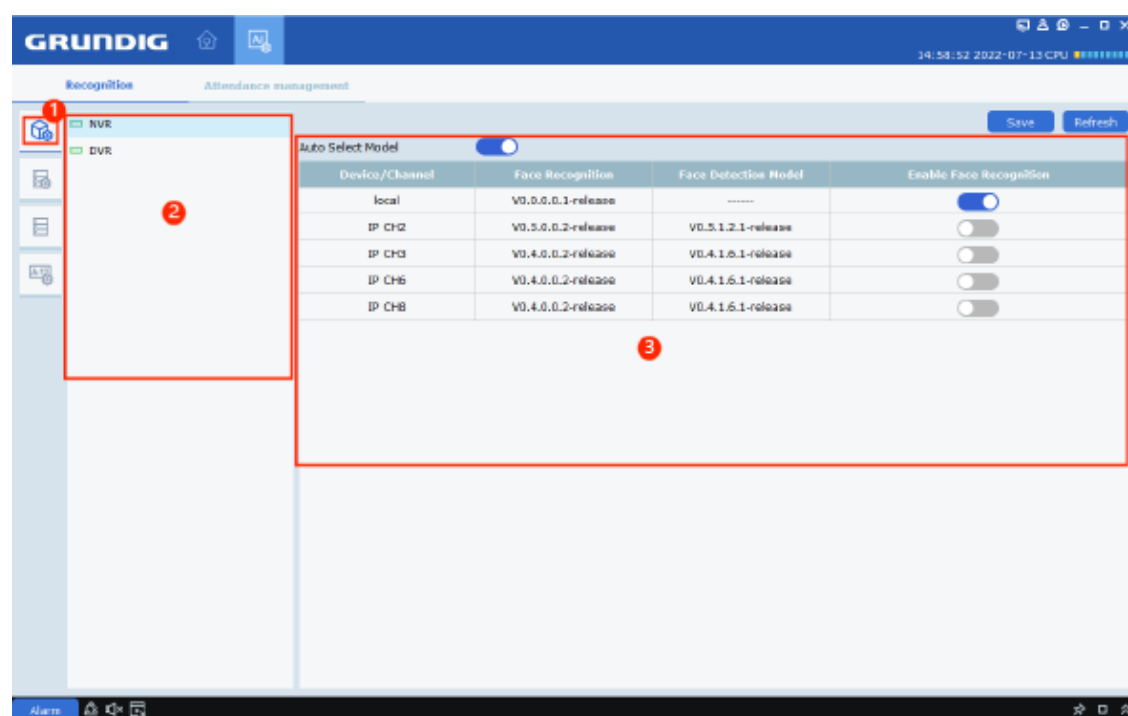 GRUNDIG
AI
14:58:52 2022-07-13 CPU
Recognition Attendance management
1
NVR
DVR
2
Save Refresh
Auto Select Model
Device/Channel Face Recognition Face Detection Model Enable Face Recognition
local V0.0.0.0.1-release ------
IP CH2 V0.5.0.0.2-release V0.5.1.2.1-release
IP CH3 V0.4.0.0.2-release V0.4.1.6.1-release
IP CH6 V0.4.0.0.2-release V0.4.1.6.1-release
IP CH8 V0.4.0.0.2-release V0.4.1.6.1-release
3
Alarm